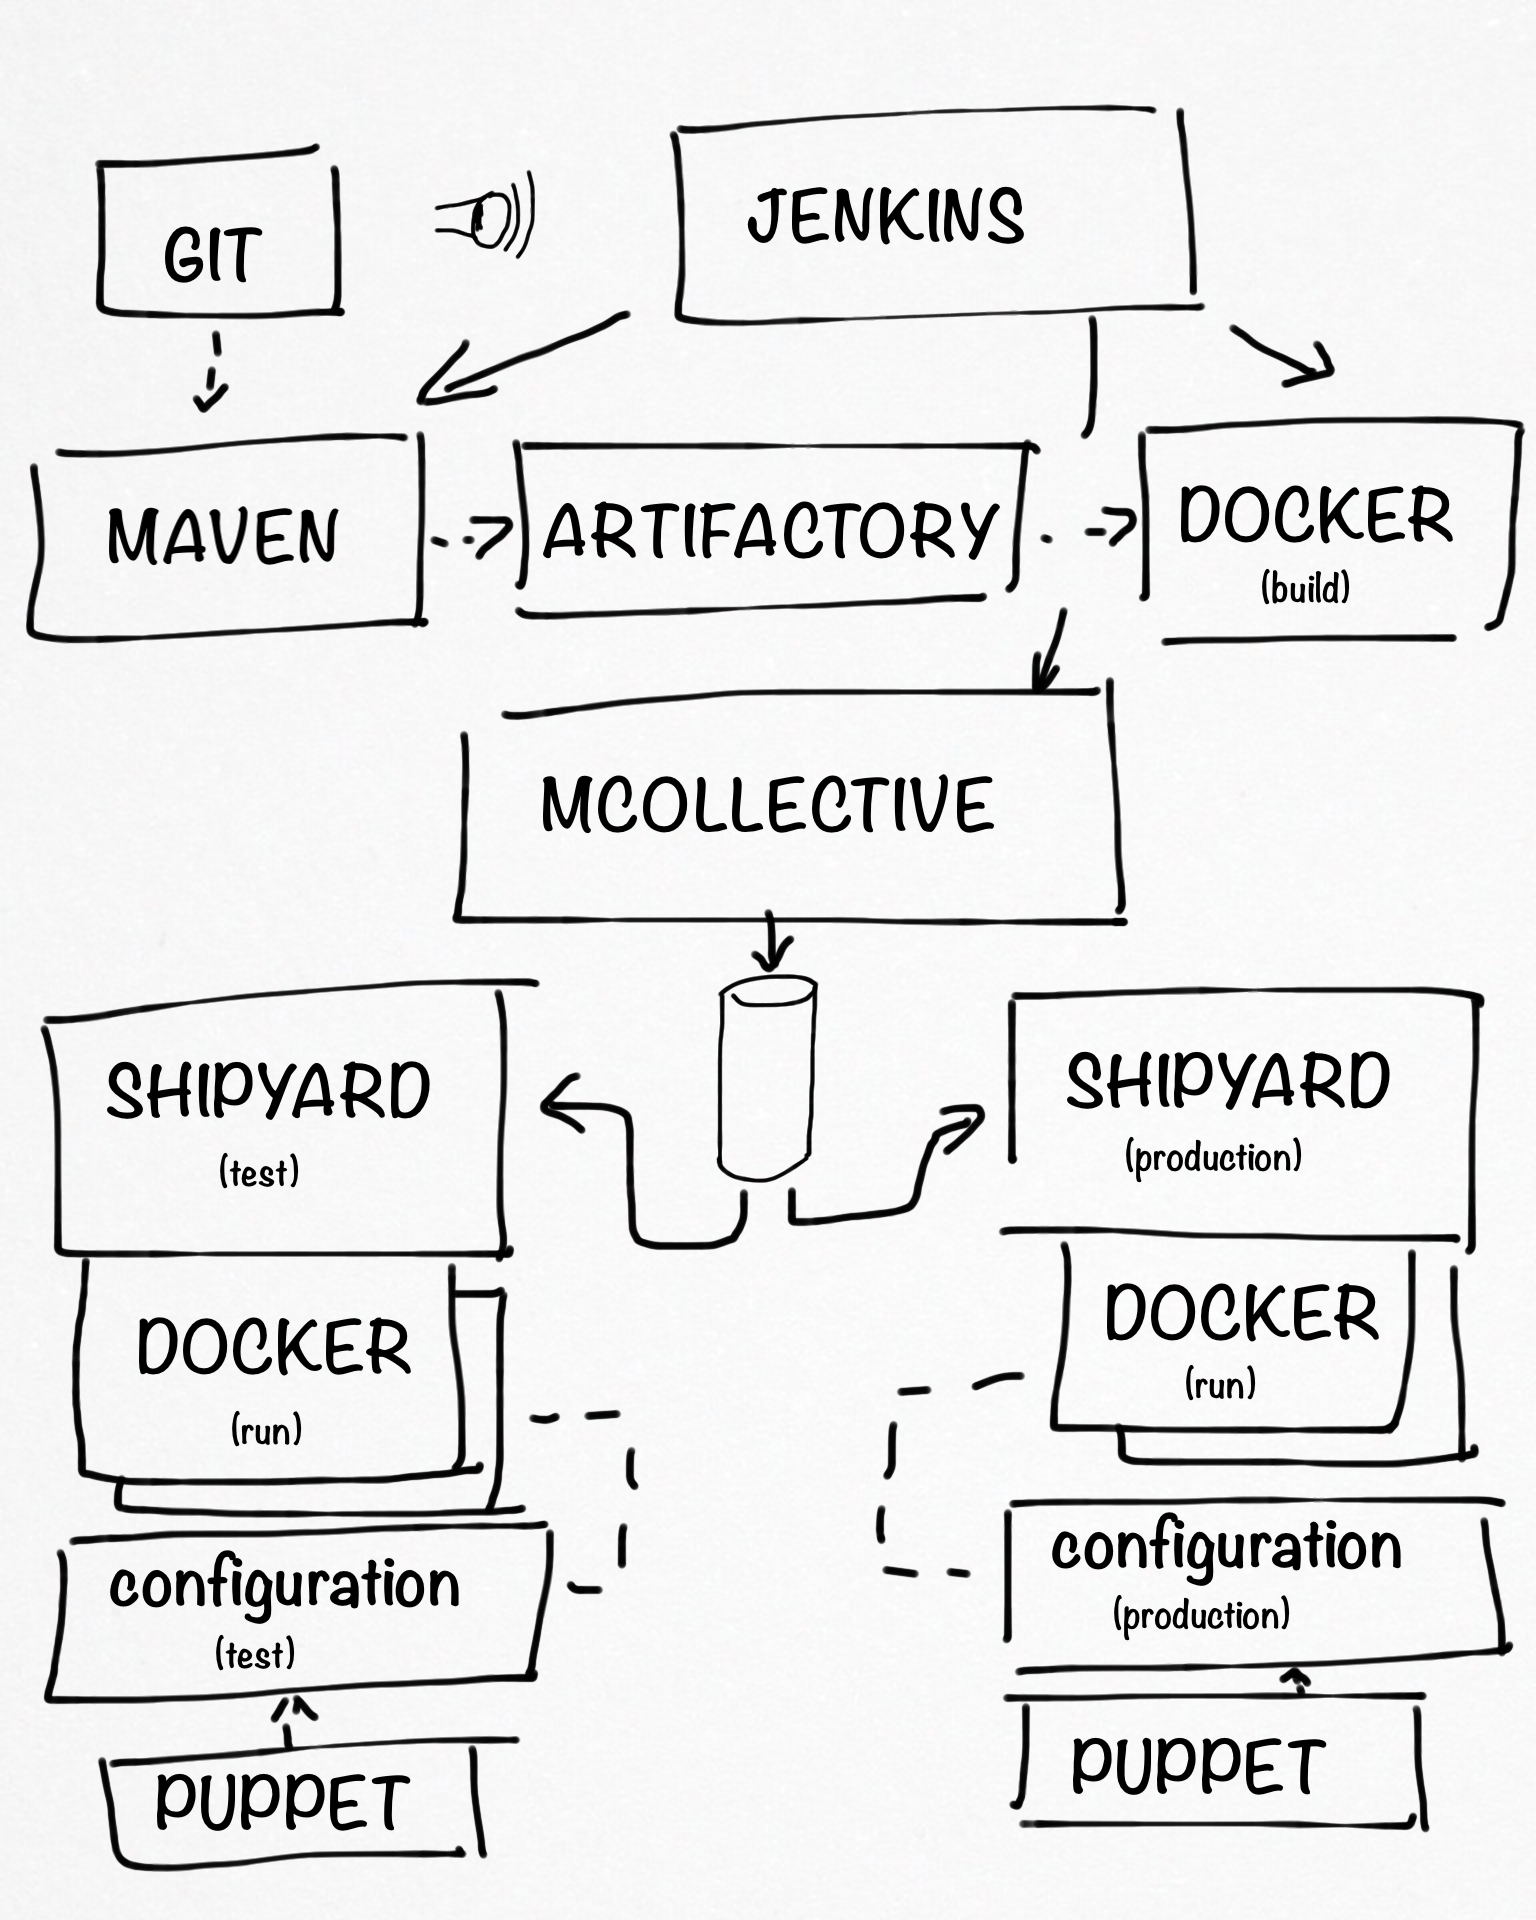 GIT
JENKINS
MAVEN
ARTIFACTORY
DOCKER
(build)
MCOLLECTIVE
SHIPYARD
(test)
SHIPYARD
(production)
DOCKER
(run)
DOCKER
(run)
configuration
(test)
configuration
(production)
PUPPET
PUPPET